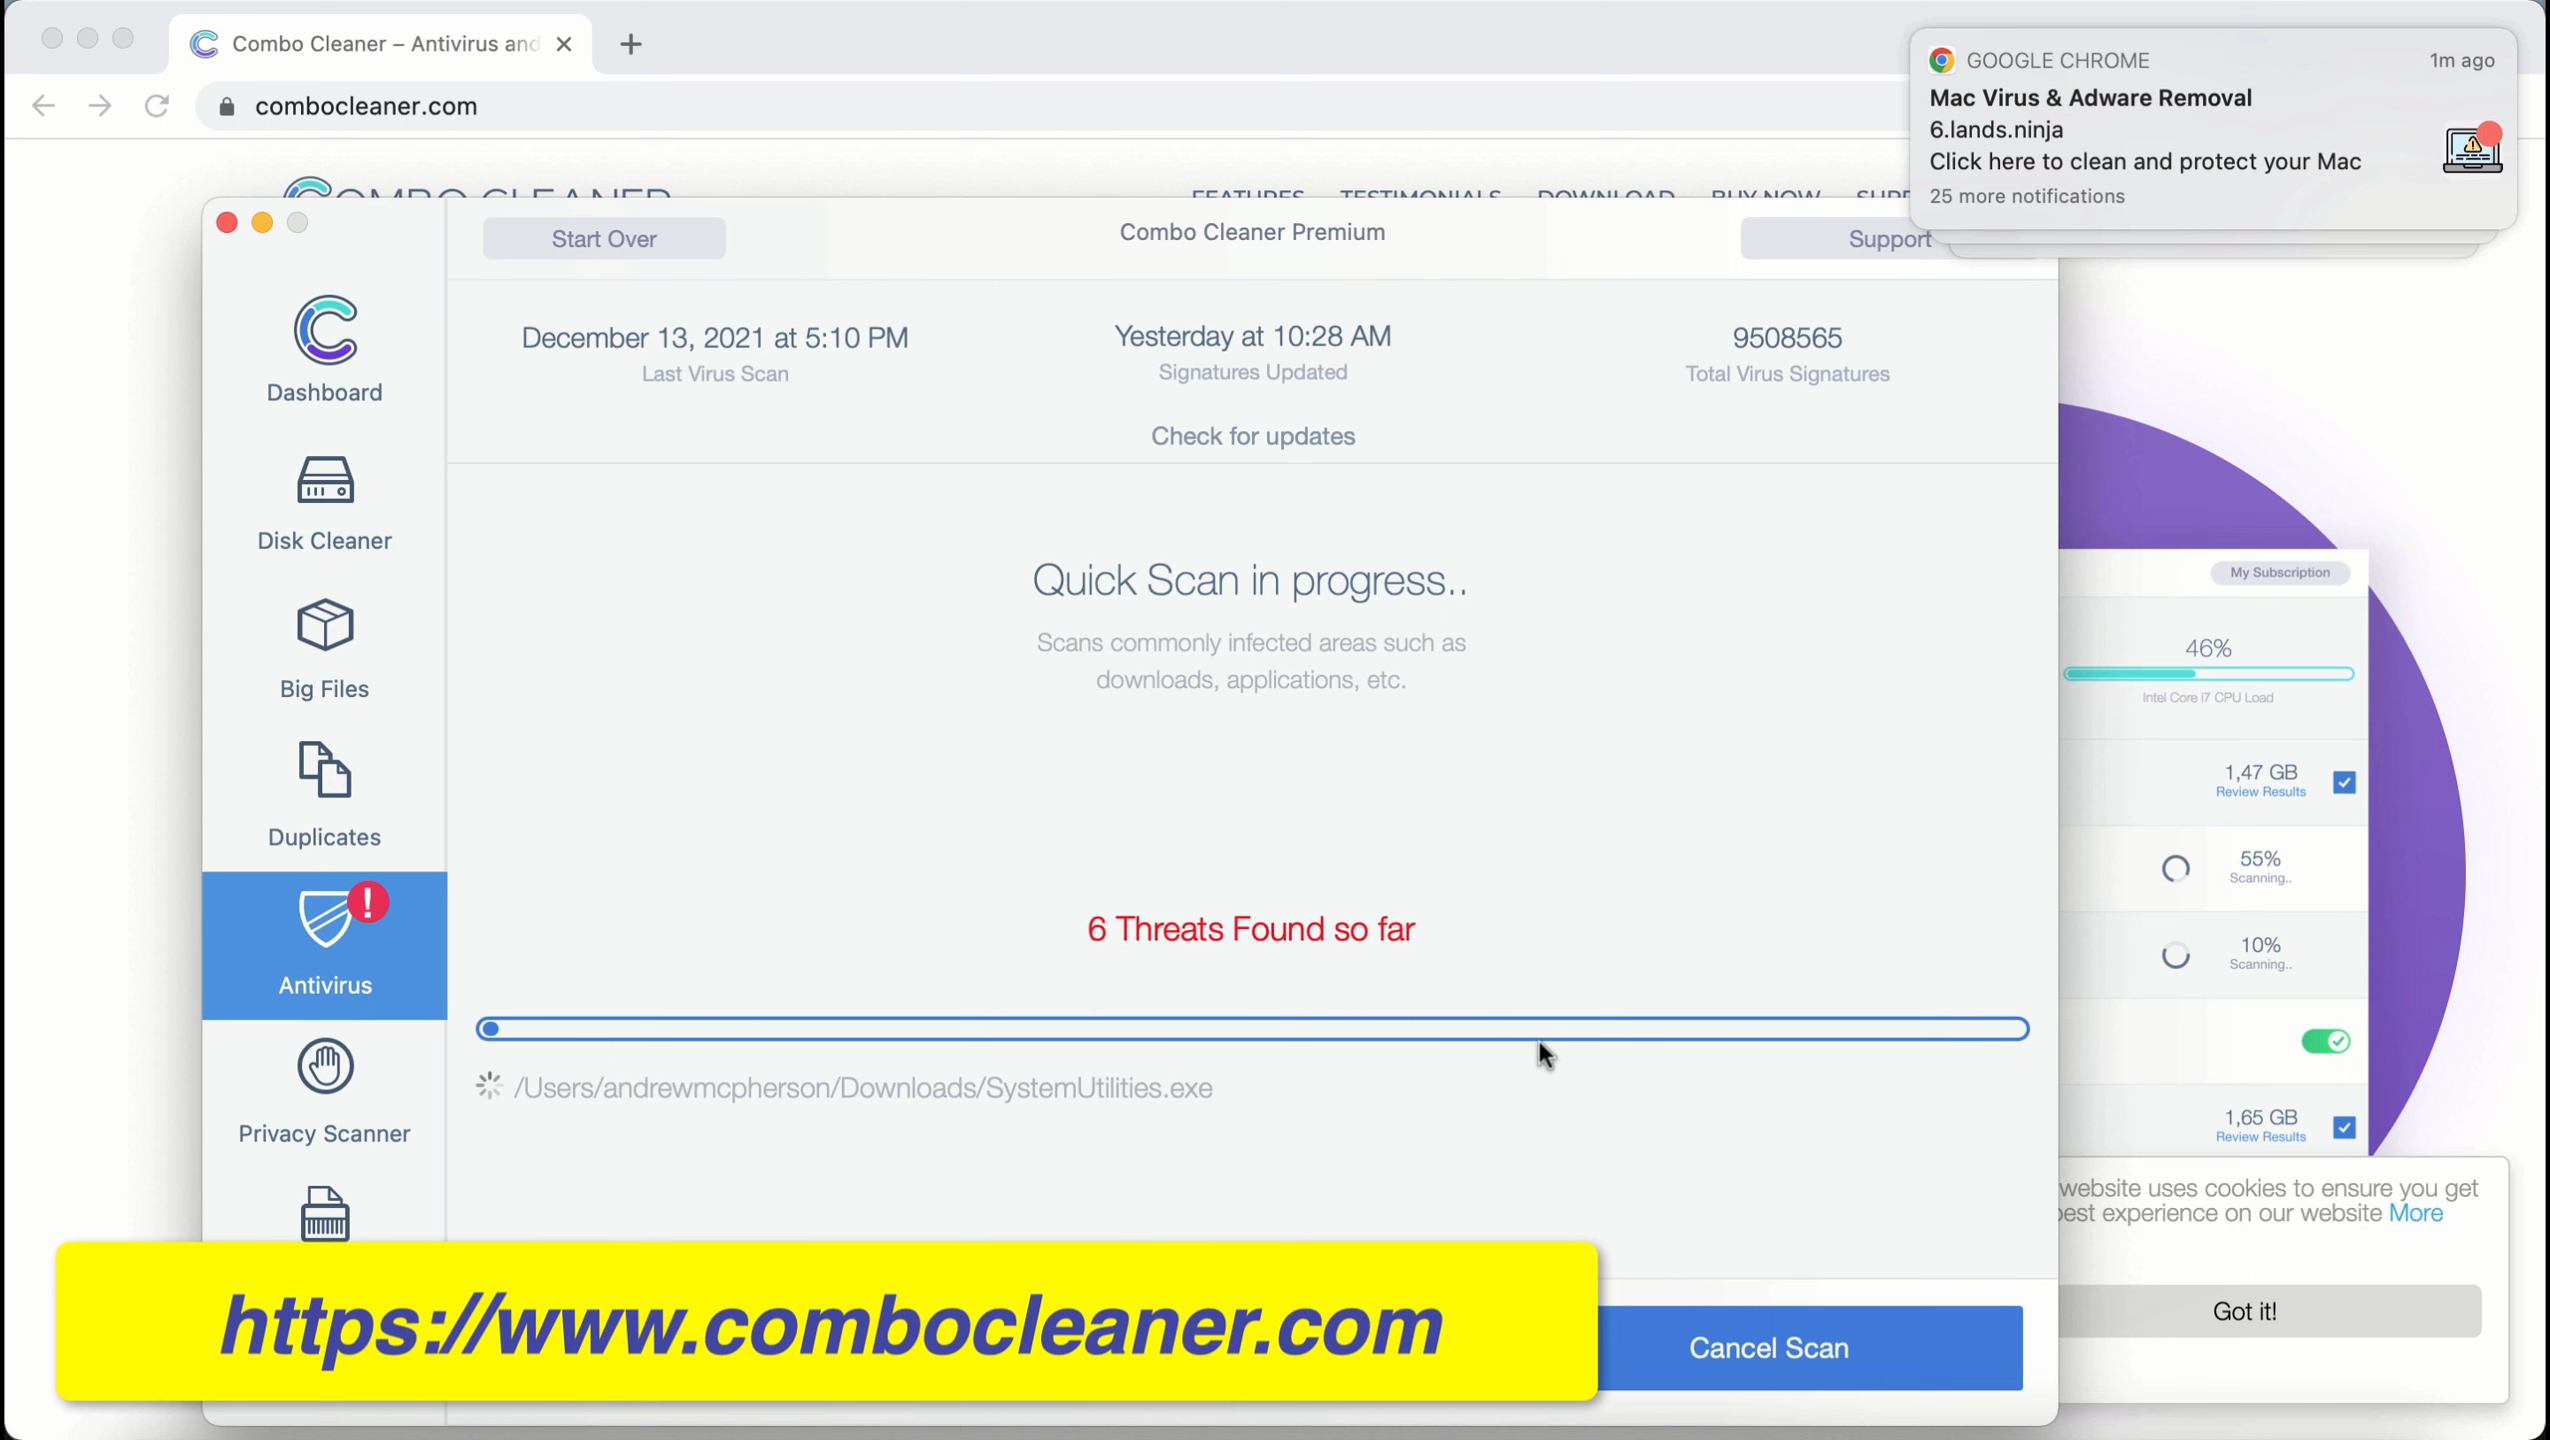 Combo Cleaner – Antivirus and
combocleaner.com
GOOGLE CHROME
1m ago
Mac Virus & Adware Removal
6.lands.ninja
Click here to clean and protect your Mac
25 more notifications
COMBO CLEANER
FEATURES
TESTIMONIALS
DOWNLOAD
BUY NOW
Start Over
Combo Cleaner Premium
Support
December 13, 2021 at 5:10 PM
Last Virus Scan
Yesterday at 10:28 AM
Signatures Updated
9508565
Total Virus Signatures
Check for updates
Dashboard
Disk Cleaner
Big Files
Duplicates
Antivirus
Privacy Scanner
Quick Scan in progress..
Scans commonly infected areas such as
downloads, applications, etc.
6 Threats Found so far
/Users/andrewmcpherson/Downloads/SystemUtilities.exe
My Subscription
46%
Intel Core i7 CPU Load
1,47 GB
Review Results
55%
Scanning..
10%
Scanning..
1,65 GB
Review Results
website uses cookies to ensure you get
best experience on our website More
Got it!
https://www.combocleaner.com
Cancel Scan